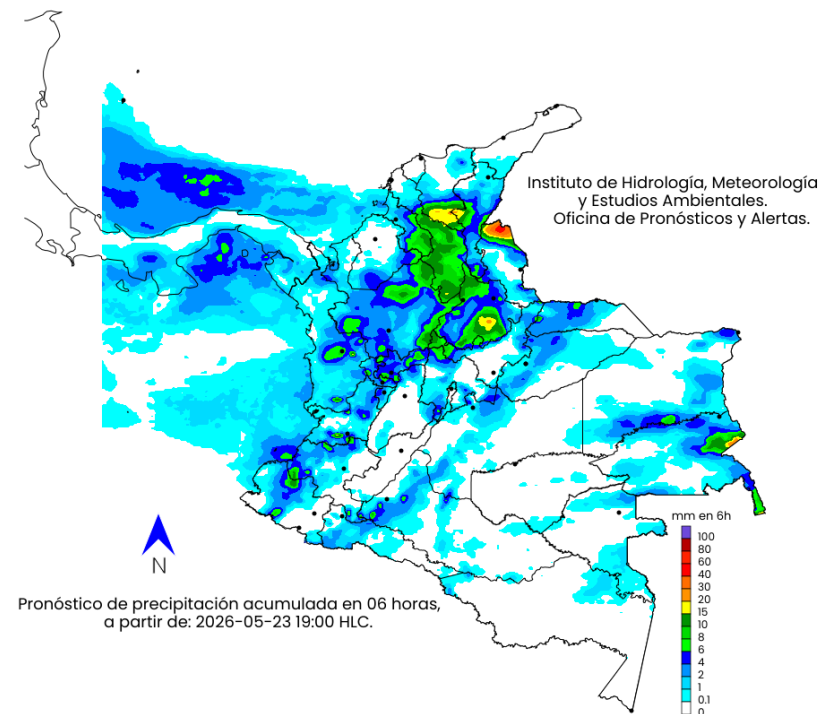 Instituto de Hidrología, Meteorología
y Estudios Ambientales.
Oficina de Pronósticos y Alertas.
mm en 6h
100
80
60
40
30
20
15
10
8
6
4
2
1
0.1
0
N
Pronóstico de precipitación acumulada en 06 horas,
a partir de: 2026-05-23 19:00 HLC.